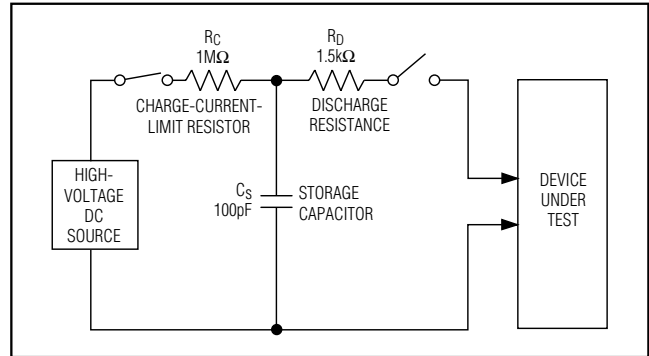 RC
1MΩ
CHARGE-CURRENT-
LIMIT RESISTOR
RD
1.5kΩ
DISCHARGE
RESISTANCE
HIGH-
VOLTAGE
DC
SOURCE
CS
100pF
STORAGE
CAPACITOR
DEVICE
UNDER
TEST